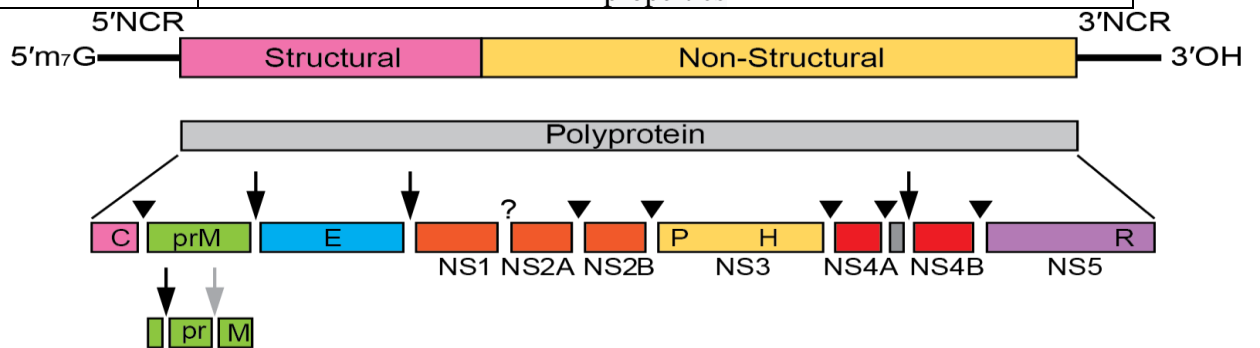 5′NCR 3′NCR
5′m₇G Structural Non-Structural 3′OH
Polyprotein
?
C prM E P H R
NS1 NS2A NS2B NS3 NS4A NS4B NS5
pr M